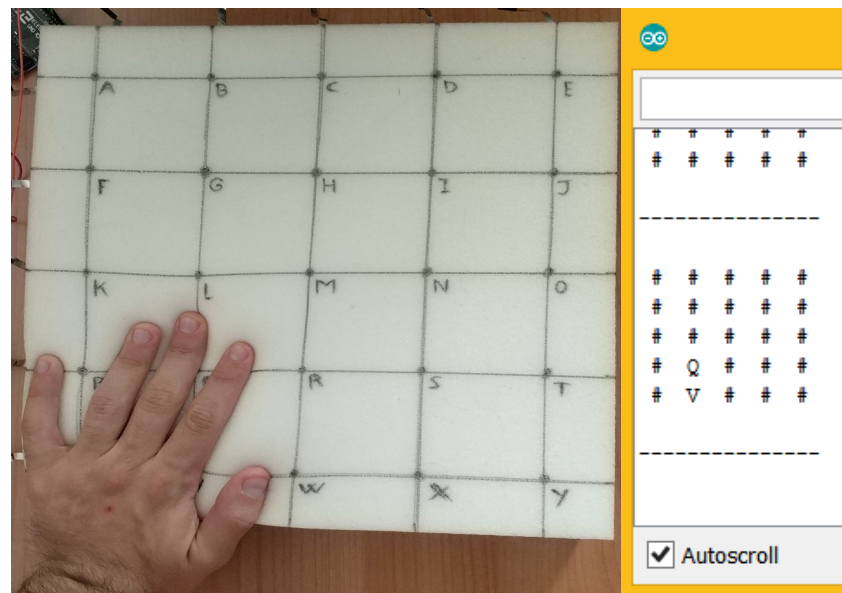 A B C D E
F G H I J
K L M N O
R S T
W X Y
# # # # #
# # # # #
----------------
# # # # #
# # # # #
# # # # #
# Q # # #
# V # # #
----------------
Autoscroll